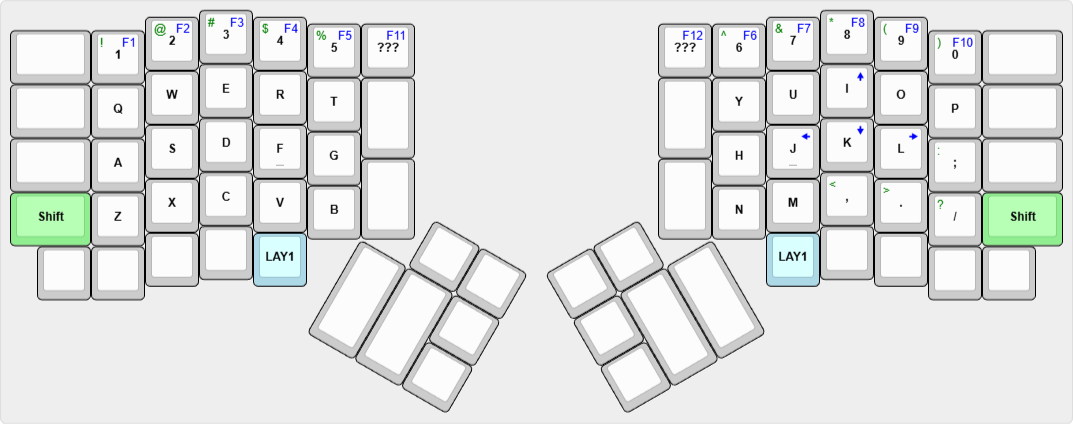 ! F1 @ F2 # F3 $ F4 % F5 F11 F12 ^ F6 & F7 * F8 ( F9 ) F10
1 2 3 4 5 ??? ??? 6 7 8 9 0
Q W E R T Y U I O P
A S D F G H J K L : ;
_ _
Shift Z X C V B N M < , > . ? / Shift
LAY1 LAY1